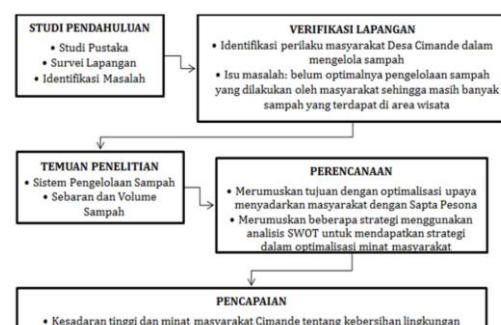 STUDI PENDAHULUAN
• Studi Pustaka
• Survei Lapangan
• Identifikasi Masalah
VERIFIKASI LAPANGAN
• Identifikasi perilaku masyarakat Desa Cimande dalam
mengelola sampah
• Isu masalah: belum optimalnya pengelolaan sampah
yang dilakukan oleh masyarakat sehingga masih banyak
sampah yang terdapat di area wisata
TEMUAN PENELITIAN
• Sistem Pengelolaan Sampah
• Sebaran dan Volume
Sampah
PERENCANAAN
• Merumuskan tujuan dengan optimalisasi upaya
menyadarkan masyarakat dengan Sapta Pesona
• Merumuskan beberapa strategi menggunakan
analisis SWOT untuk mendapatkan strategi
dalam optimalisasi minat masyarakat
PENCAPAIAN
• Kesadaran tinggi dan minat masyarakat Cimande tentang kebersihan lingkungan